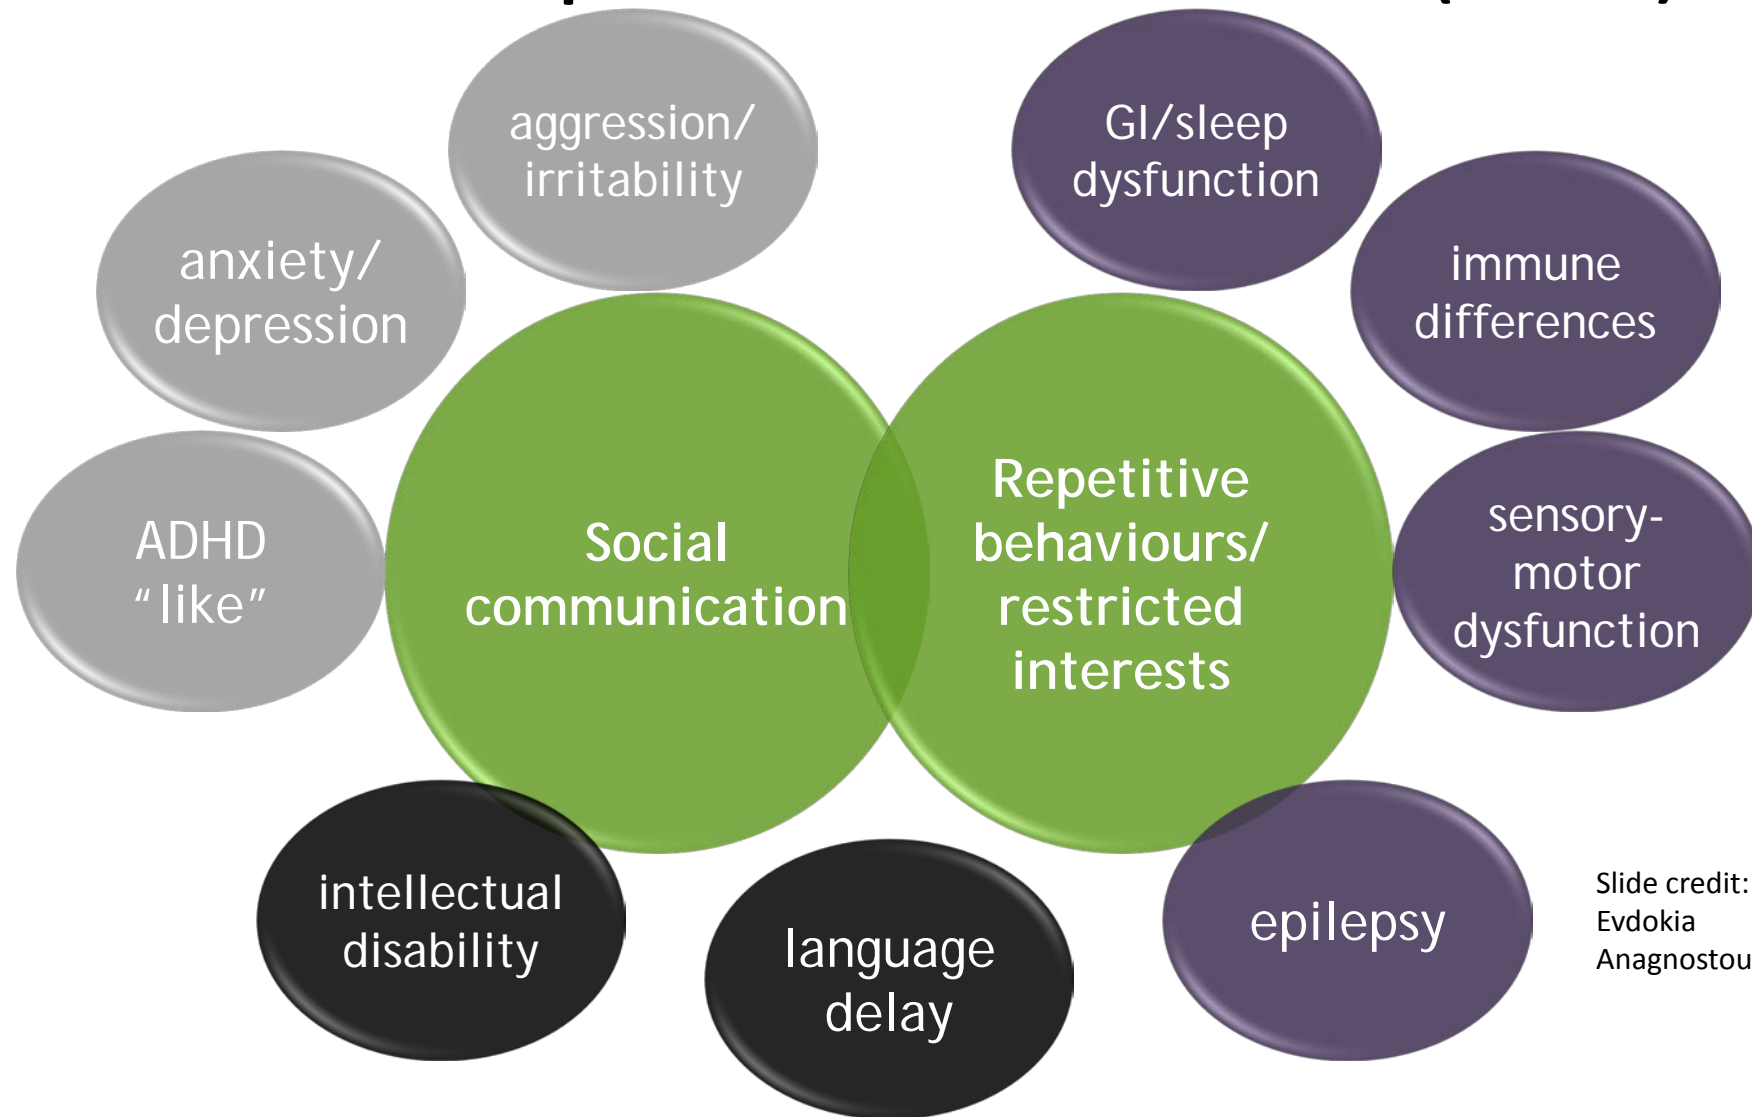 aggression/
irritability
GI/sleep
dysfunction
anxiety/
depression
immune
differences
ADHD
“like”
Social
communication
Repetitive
behaviours/
restricted
interests
sensory-
motor
dysfunction
intellectual
disability
language
delay
epilepsy
Slide credit:
Evdokia
Anagnostou